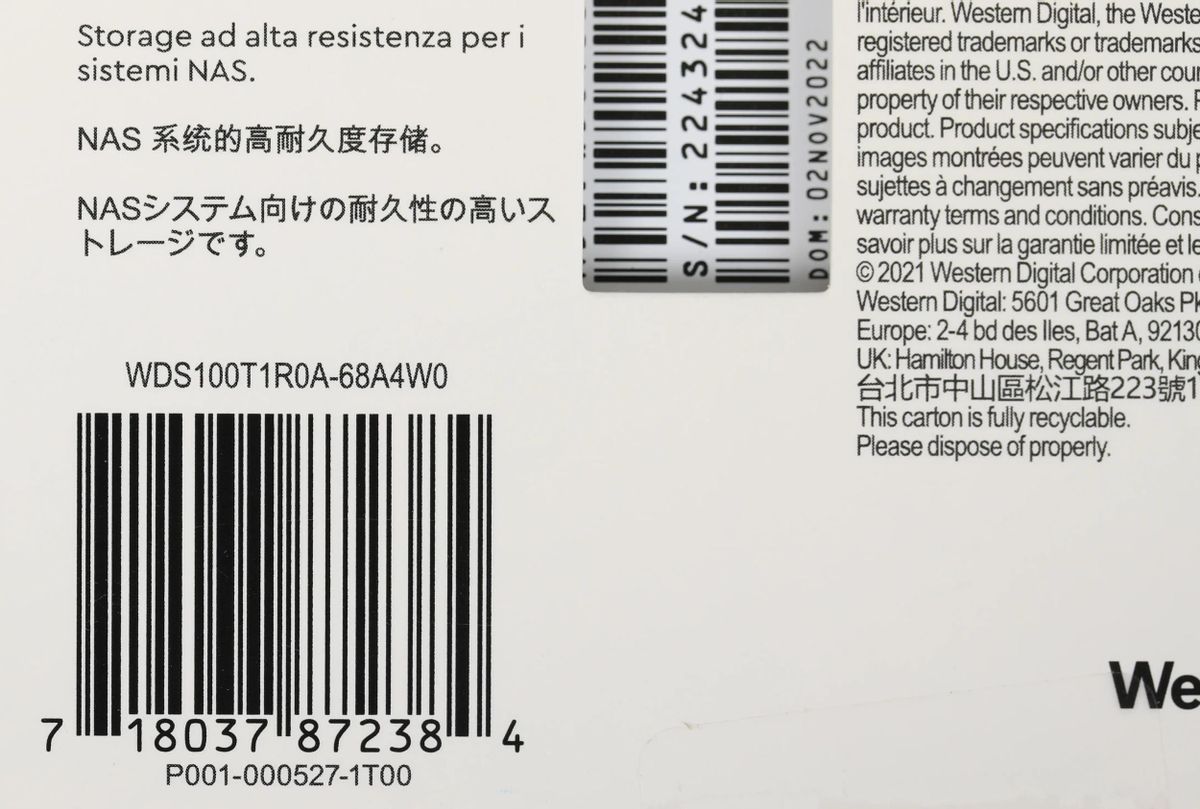 Storage ad alta resistenza per i
sistemi NAS.
NAS 系统的高耐久度存储。
NASシステム向けの耐久性の高いス
トレージです。
WDS100T1R0A-68A4W0
7 18037 87238 4
P001-000527-1T00
S/N: 2243324
DOM: 02NOV2022
l'intérieur. Western Digital, the
registered trademarks or trademarks
affiliates in the U.S. and/or other
property of their respective owners.
product. Product specifications
images montrées peuvent varier du
sujettes à changement sans préavis.
warranty terms and conditions.
savoir plus sur la garantie limitée et
© 2021 Western Digital Corporation
Western Digital: 5601 Great Oaks
Europe: 2-4 bd des Iles, Bat A, 92130
UK: Hamilton House, Regent Park,
台北市中山區松江路223號1
This carton is fully recyclable.
Please dispose of properly.
We